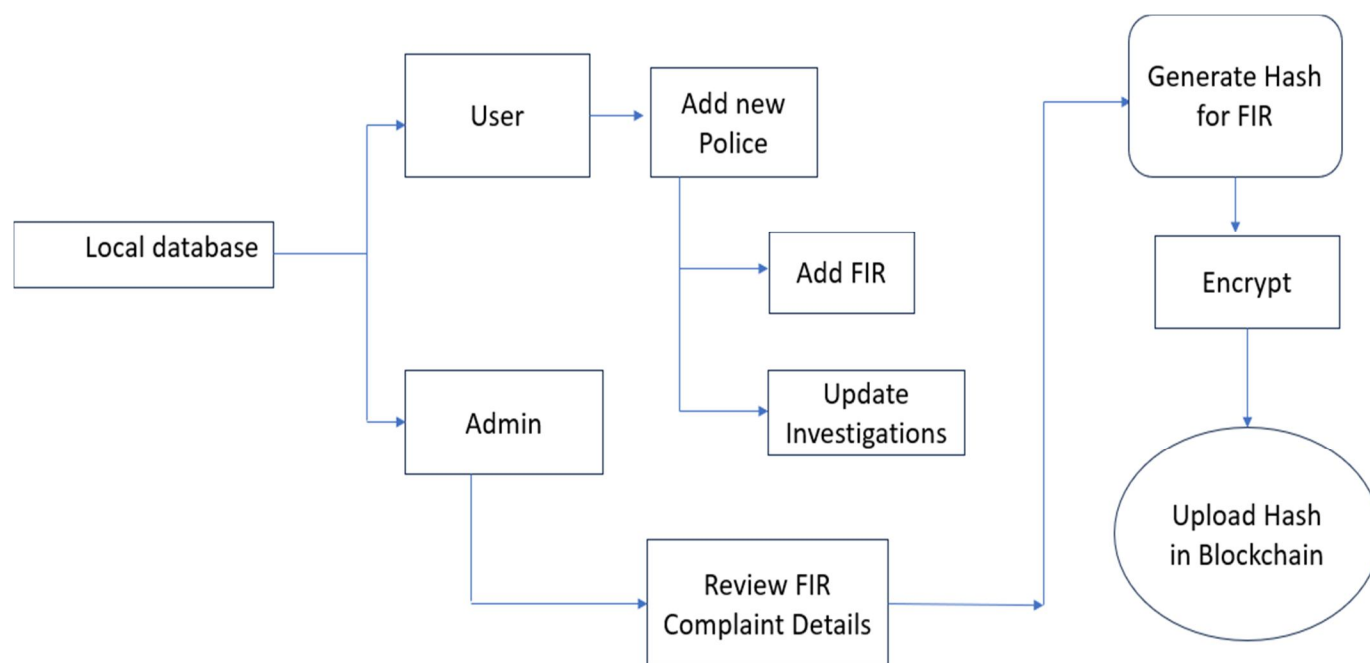 Local database
User
Add new
Police
Add FIR
Update
Investigations
Admin
Review FIR
Complaint Details
Generate Hash
for FIR
Encrypt
Upload Hash
in Blockchain